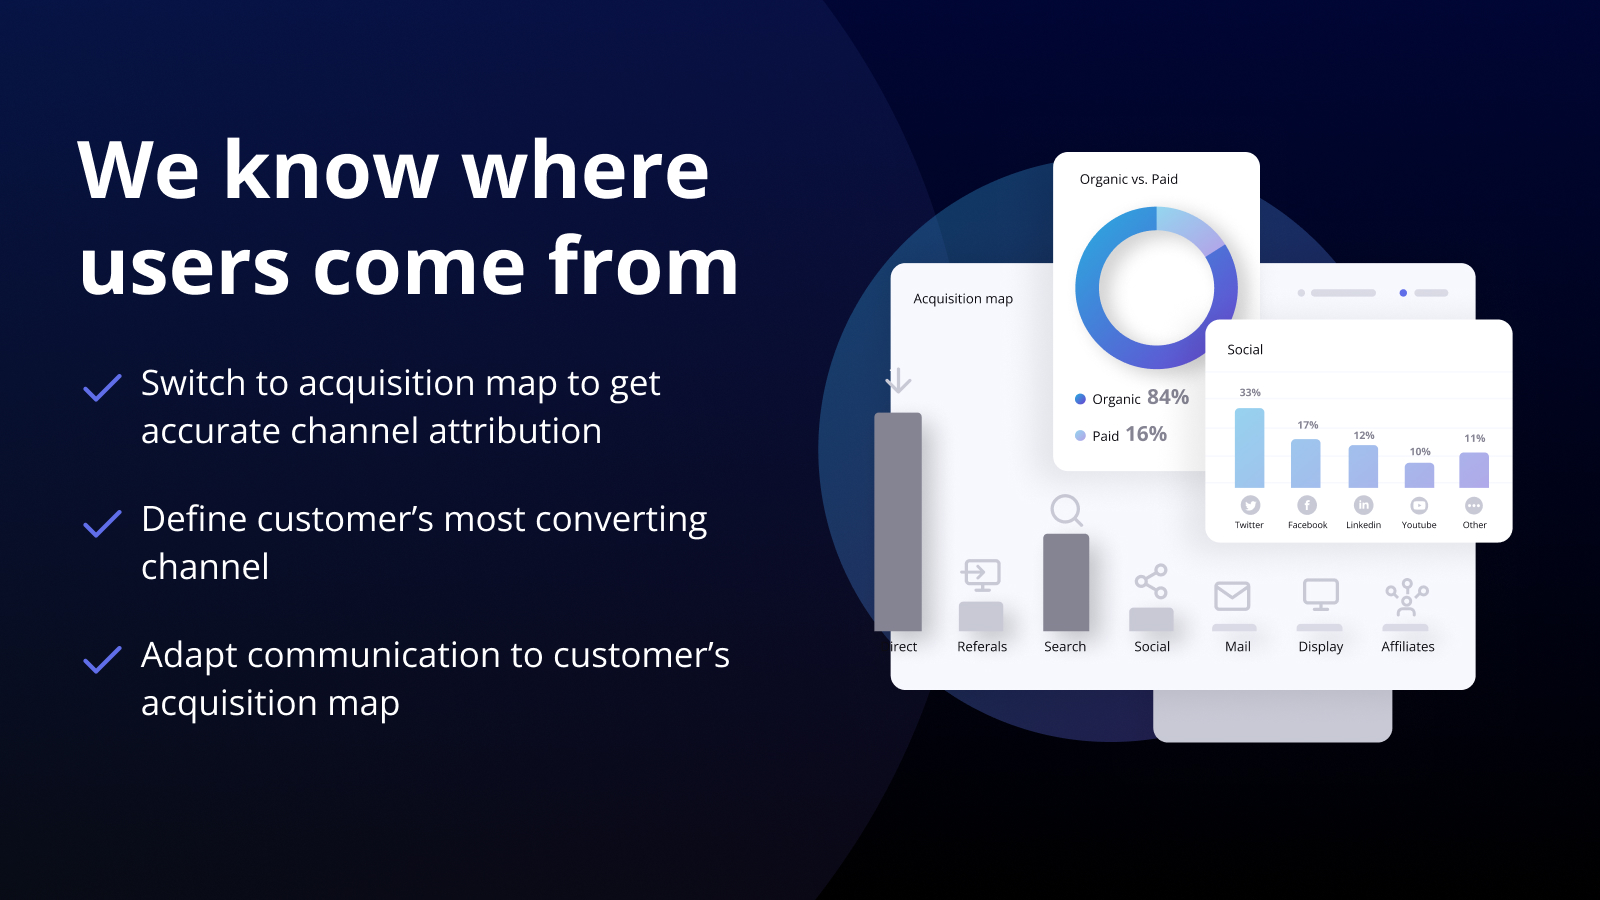 We know where
users come from
Switch to acquisition map to get
accurate channel attribution
Define customer’s most converting
channel
Adapt communication to customer’s
acquisition map
Organic vs. Paid
Organic 84%
Paid 16%
Acquisition map
Social
33%
17%
12%
10%
11%
Twitter
Facebook
Linkedin
Youtube
Other
irect
Referals
Search
Social
Mail
Display
Affiliates